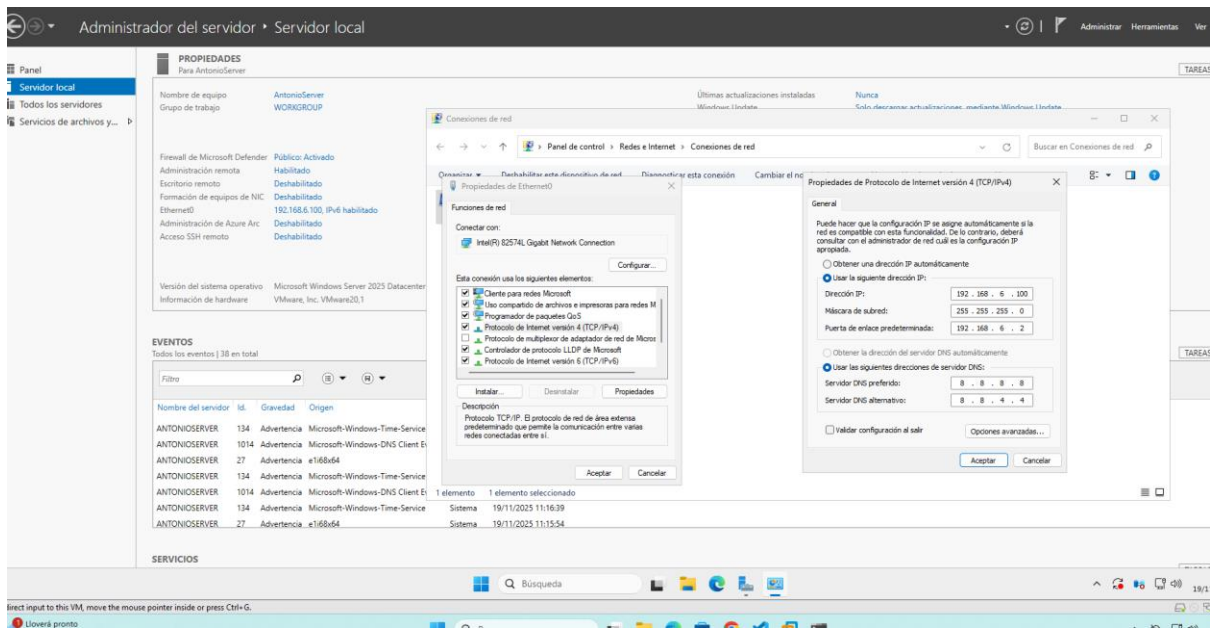 Administrador del servidor • Servidor local
Administrar Herramientas Ver
Panel
Servidor local
Todos los servidores
Servicios de archivos y...
PROPIEDADES
Para AntonioServer
TAREAS
Nombre de equipo AntonioServer
Grupo de trabajo WORKGROUP
Últimas actualizaciones instaladas Nunca
Windows Update Solo descargar actualizaciones, mediante Windows Update
Firewall de Microsoft Defender Público: Activado
Administración remota Habilitado
Escritorio remoto Deshabilitado
Formación de equipos de NIC Deshabilitado
Ethernet0 192.168.6.100, IPv6 habilitado
Administración de Azure Arc Deshabilitado
Acceso SSH remoto Deshabilitado
Versión del sistema operativo Microsoft Windows Server 2025 Datacenter
Información de hardware VMware, Inc. VMware20,1
Conexiones de red
Panel de control > Redes e Internet > Conexiones de red
Buscar en Conexiones de red
Organizar Deshabilitar este dispositivo de red Diagnosticar esta conexión Cambiar el no
Propiedades de Ethernet0
Funciones de red
Conectar con:
Intel(R) 82574L Gigabit Network Connection
Configurar...
Esta conexión usa los siguientes elementos:
Cliente para redes Microsoft
Uso compartido de archivos e impresoras para redes M
Programador de paquetes QoS
Protocolo de Internet versión 4 (TCP/IPv4)
Protocolo de multiplexor de adaptador de red de Micros
Controlador de protocolo LLDP de Microsoft
Protocolo de Internet versión 6 (TCP/IPv6)
Instalar... Desinstalar Propiedades
Descripción
Protocolo TCP/IP. El protocolo de red de área extensa
predeterminado que permite la comunicación entre varias
redes conectadas entre sí.
Aceptar Cancelar
Propiedades de Protocolo de Internet versión 4 (TCP/IPv4)
General
Puede hacer que la configuración IP se asigne automáticamente si la
red es compatible con esta funcionalidad. De lo contrario, deberá
consultar con el administrador de red cuál es la configuración IP
apropiada.
Obtener una dirección IP automáticamente
Usar la siguiente dirección IP:
Dirección IP: 192 . 168 . 6 . 100
Máscara de subred: 255 . 255 . 255 . 0
Puerta de enlace predeterminada: 192 . 168 . 6 . 2
Obtener la dirección del servidor DNS automáticamente
Usar las siguientes direcciones de servidor DNS:
Servidor DNS preferido: 8 . 8 . 8 . 8
Servidor DNS alternativo: 8 . 8 . 4 . 4
Validar configuración al salir Opciones avanzadas...
Aceptar Cancelar
1 elemento 1 elemento seleccionado
EVENTOS
Todos los eventos | 38 en total
TAREAS
Filtro
Nombre del servidor Id. Gravedad Origen
ANTONIOSERVER 134 Advertencia Microsoft-Windows-Time-Service
ANTONIOSERVER 1014 Advertencia Microsoft-Windows-DNS Client Ev
ANTONIOSERVER 27 Advertencia e1i68x64
ANTONIOSERVER 134 Advertencia Microsoft-Windows-Time-Service
ANTONIOSERVER 1014 Advertencia Microsoft-Windows-DNS Client Ev
ANTONIOSERVER 134 Advertencia Microsoft-Windows-Time-Service Sistema 19/11/2025 11:16:39
ANTONIOSERVER 27 Advertencia e1i68x64 Sistema 19/11/2025 11:15:54
SERVICIOS
Búsqueda
19/1
direct input to this VM, move the mouse pointer inside or press Ctrl+G.
Lloverá pronto